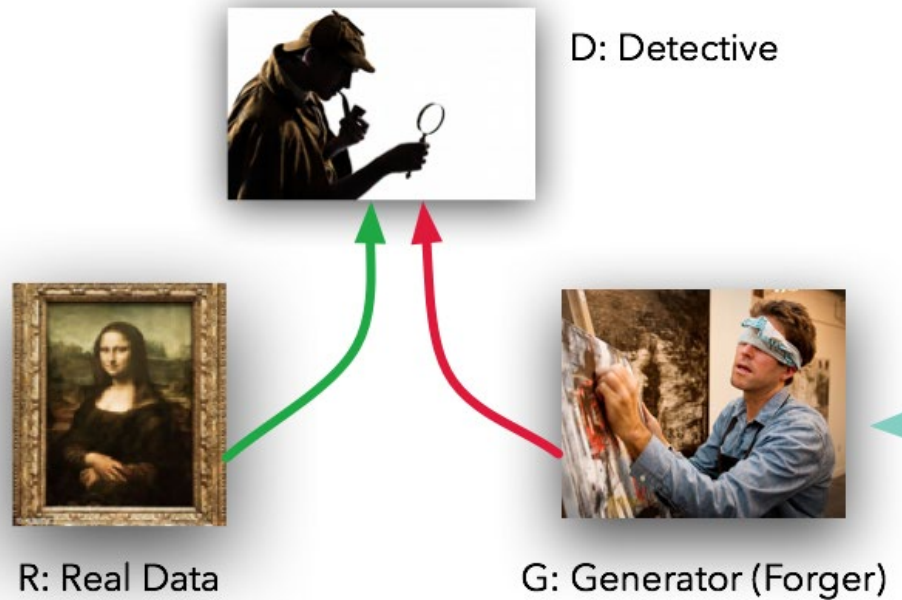 D: Detective
R: Real Data
G: Generator (Forger)